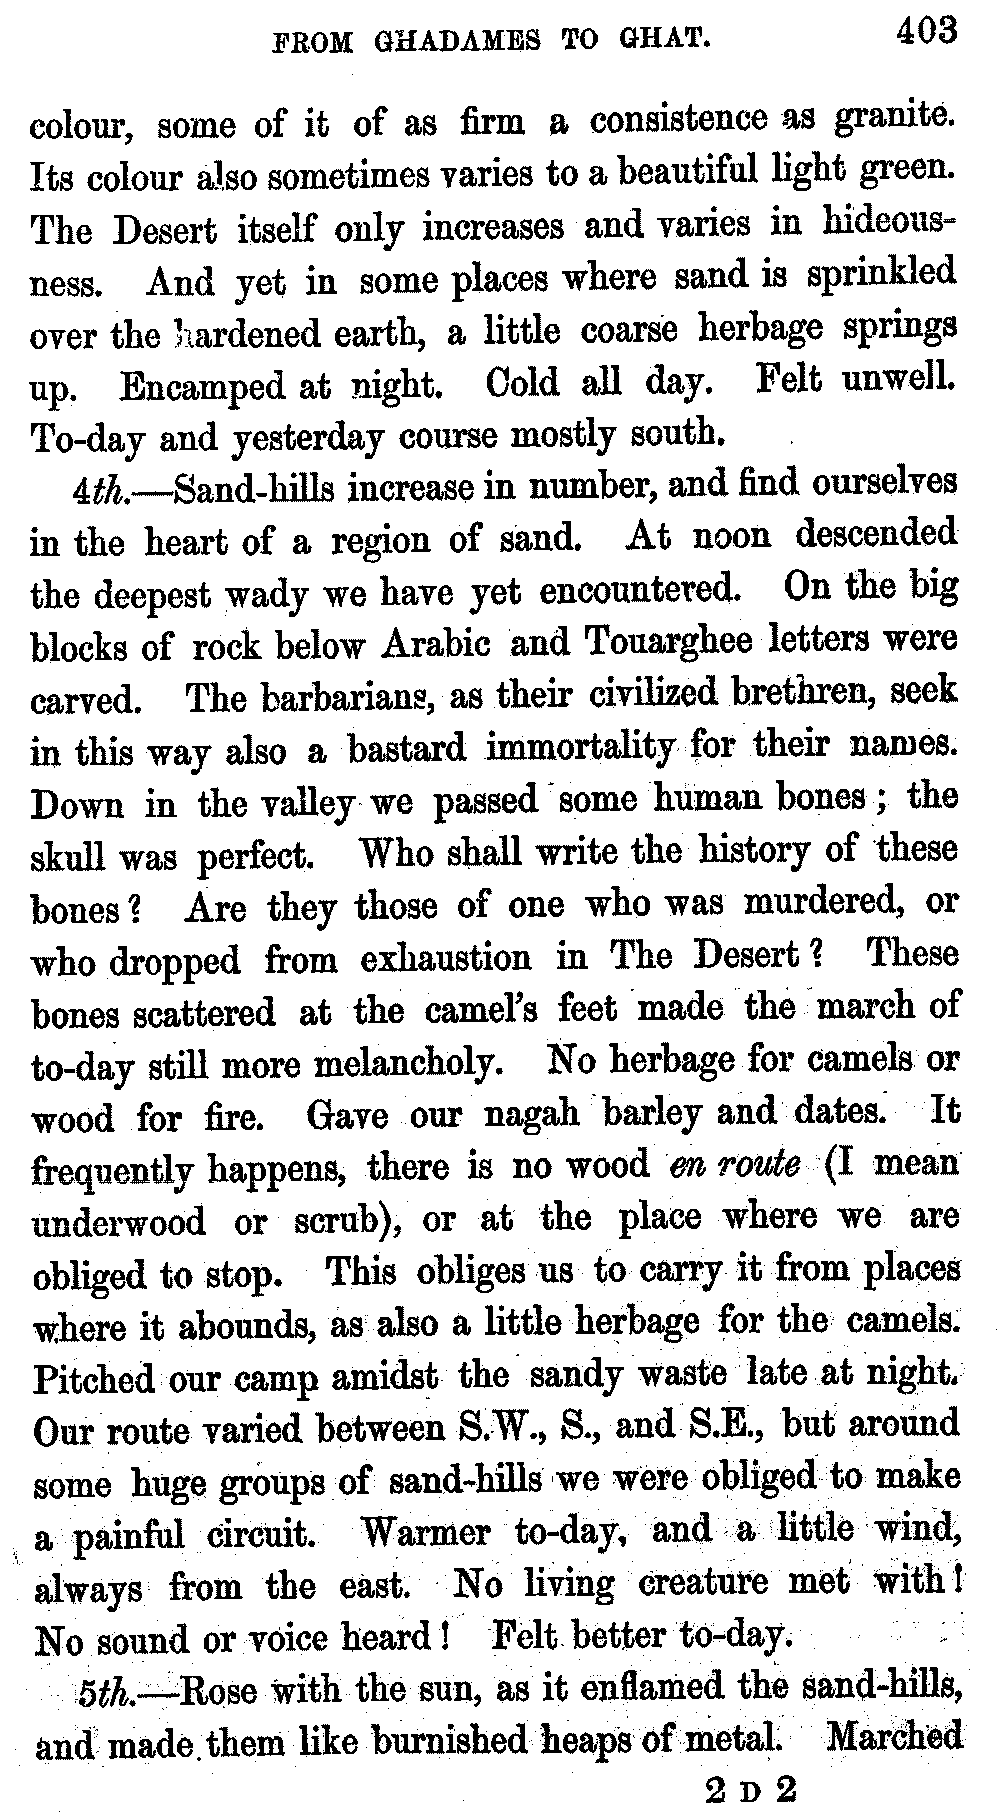 FROM GHADAMES TO GHAT. 403
colour, some of it of as firm a consistence as granite.
Its colour also sometimes varies to a beautiful light green.
The Desert itself only increases and varies in hideous-
ness. And yet in some places where sand is sprinkled
over the hardened earth, a little coarse herbage springs
up. Encamped at night. Cold all day. Felt unwell.
To-day and yesterday course mostly south.
4th.—Sand-hills increase in number, and find ourselves
in the heart of a region of sand. At noon descended
the deepest wady we have yet encountered. On the big
blocks of rock below Arabic and Touarghee letters were
carved. The barbarians, as their civilized brethren, seek
in this way also a bastard immortality for their names.
Down in the valley we passed some human bones; the
skull was perfect. Who shall write the history of these
bones? Are they those of one who was murdered, or
who dropped from exhaustion in The Desert? These
bones scattered at the camel's feet made the march of
to-day still more melancholy. No herbage for camels or
wood for fire. Gave our nagah barley and dates. It
frequently happens, there is no wood en route (I mean
underwood or scrub), or at the place where we are
obliged to stop. This obliges us to carry it from places
where it abounds, as also a little herbage for the camels.
Pitched our camp amidst the sandy waste late at night.
Our route varied between S.W., S., and S.E., but around
some huge groups of sand-hills we were obliged to make
a painful circuit. Warmer to-day, and a little wind,
always from the east. No living creature met with!
No sound or voice heard! Felt better to-day.
5th.—Rose with the sun, as it enflamed the sand-hills,
and made them like burnished heaps of metal. Marched
2 D 2